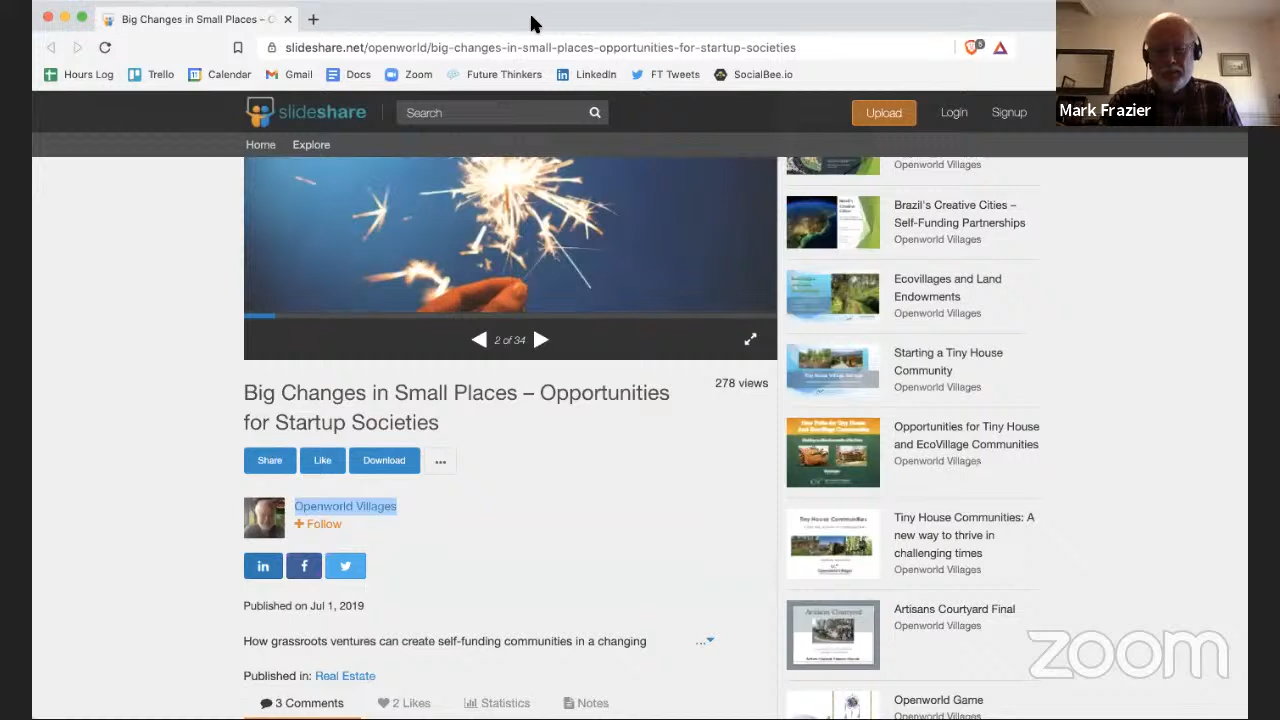 Big Changes in Small Places – O
slideshare.net/openworld/big-changes-in-small-places-opportunities-for-startup-societies
Hours Log
Trello
Calendar
Gmail
Docs
Zoom
Future Thinkers
LinkedIn
FT Tweets
SocialBee.io
Mark Frazier
slideshare
Search
Upload
Login
Signup
Home
Explore
2 of 34
Big Changes in Small Places – Opportunities
for Startup Societies
278 views
Share
Like
Download
...
Openworld Villages
+ Follow
in
f
Published on Jul 1, 2019
How grassroots ventures can create self-funding communities in a changing
...
Published in: Real Estate
3 Comments
2 Likes
Statistics
Notes
Openworld Villages
Brazil's Creative Cities –
Self-Funding Partnerships
Openworld Villages
Ecovillages and Land
Endowments
Openworld Villages
Starting a Tiny House
Community
Openworld Villages
Opportunities for Tiny House
and EcoVillage Communities
Openworld Villages
Tiny House Communities
Tiny House Communities: A
new way to thrive in
challenging times
Openworld Villages
Artisans Courtyard
Artisans Courtyard Final
Openworld Villages
Openworld Game
Openworld Villages
zoom